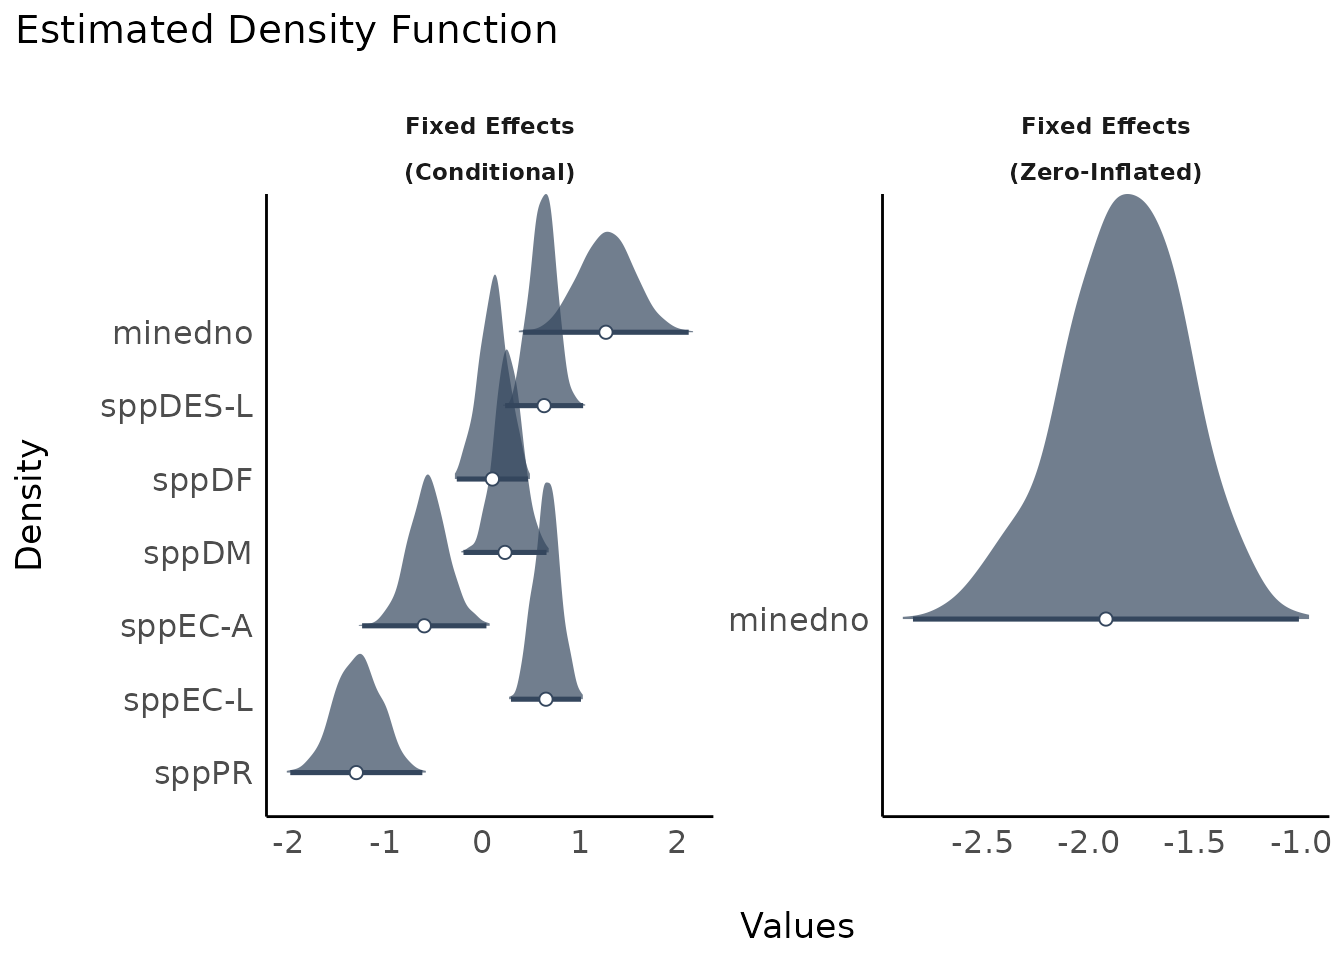 Estimated Density Function
Fixed Effects
(Conditional)
Fixed Effects
(Zero-Inflated)
Density
minedno
sppDES-L
sppDF
sppDM
sppEC-A
sppEC-L
sppPR
minedno
-2 -1 0 1 2
-2.5 -2.0 -1.5 -1.0
Values